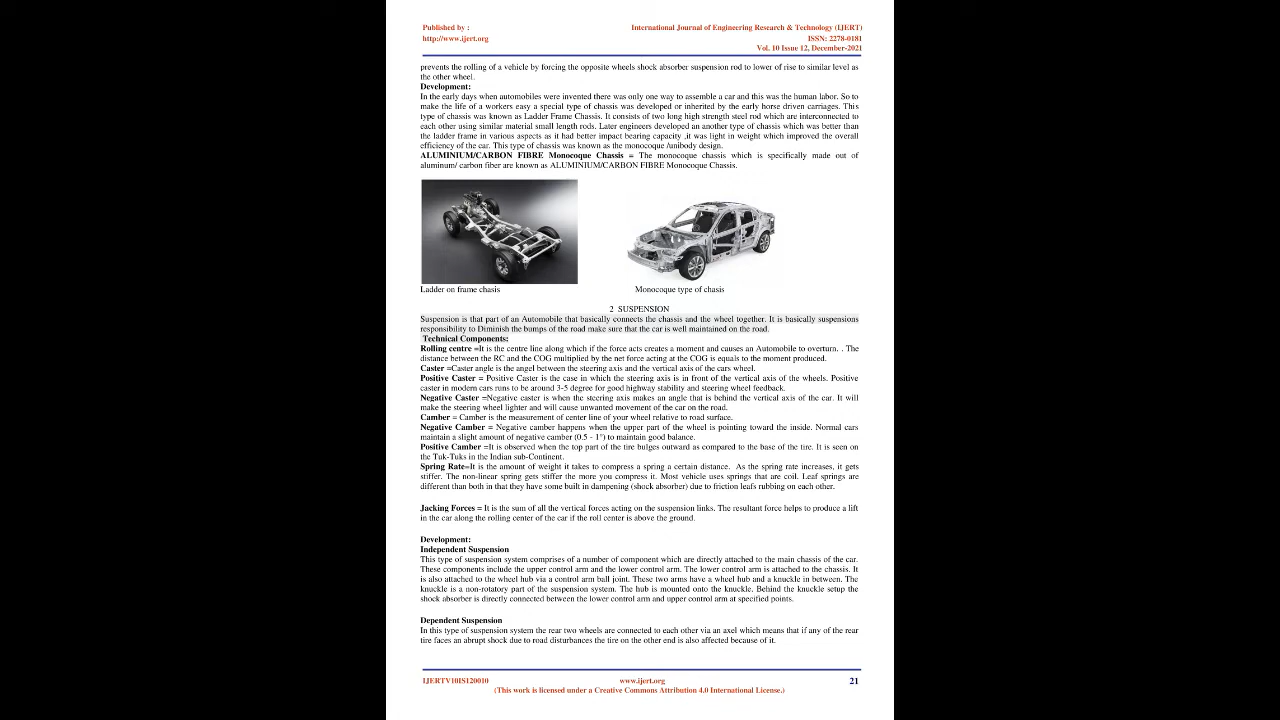 Published by :
http://www.ijert.org
International Journal of Engineering Research & Technology (IJERT)
ISSN: 2278-0181
Vol. 10 Issue 12, December-2021
prevents the rolling of a vehicle by forcing the opposite wheels shock absorber suspension rod to lower of rise to similar level as
the other wheel.
Development:
In the early days when automobiles were invented there was only one way to assemble a car and this was the human labor. So to
make the life of a workers easy a special type of chassis was developed or inherited by the early horse driven carriages. This
type of chassis was known as Ladder Frame Chassis. It consists of two long high strength steel rod which are interconnected to
each other using similar material small length rods. Later engineers developed an another type of chassis which was better than
the ladder frame in various aspects as it had better impact bearing capacity ,it was light in weight which improved the overall
efficiency of the car. This type of chassis was known as the monocoque /unibody design.
ALUMINIUM/CARBON FIBRE Monocoque Chassis = The monocoque chassis which is specifically made out of
aluminum/ carbon fiber are known as ALUMINIUM/CARBON FIBRE Monocoque Chassis.
Ladder on frame chasis
Monocoque type of chasis
2 SUSPENSION
Suspension is that part of an Automobile that basically connects the chassis and the wheel together. It is basically suspensions
responsibility to Diminish the bumps of the road make sure that the car is well maintained on the road.
Technical Components:
Rolling centre =It is the centre line along which if the force acts creates a moment and causes an Automobile to overturn. . The
distance between the RC and the COG multiplied by the net force acting at the COG is equals to the moment produced.
Caster =Caster angle is the angel between the steering axis and the vertical axis of the cars wheel.
Positive Caster = Positive Caster is the case in which the steering axis is in front of the vertical axis of the wheels. Positive
caster in modern cars runs to be around 3-5 degree for good highway stability and steering wheel feedback.
Negative Caster =Negative caster is when the steering axis makes an angle that is behind the vertical axis of the car. It will
make the steering wheel lighter and will cause unwanted movement of the car on the road.
Camber = Camber is the measurement of center line of your wheel relative to road surface.
Negative Camber = Negative camber happens when the upper part of the wheel is pointing toward the inside. Normal cars
maintain a slight amount of negative camber (0.5 - 1°) to maintain good balance.
Positive Camber =It is observed when the top part of the tire bulges outward as compared to the base of the tire. It is seen on
the Tuk-Tuks in the Indian sub-Continent.
Spring Rate=It is the amount of weight it takes to compress a spring a certain distance. As the spring rate increases, it gets
stiffer. The non-linear spring gets stiffer the more you compress it. Most vehicle uses springs that are coil. Leaf springs are
different than both in that they have some built in dampening (shock absorber) due to friction leafs rubbing on each other.
Jacking Forces = It is the sum of all the vertical forces acting on the suspension links. The resultant force helps to produce a lift
in the car along the rolling center of the car if the roll center is above the ground.
Development:
Independent Suspension
This type of suspension system comprises of a number of component which are directly attached to the main chassis of the car.
These components include the upper control arm and the lower control arm. The lower control arm is attached to the chassis. It
is also attached to the wheel hub via a control arm ball joint. These two arms have a wheel hub and a knuckle in between. The
knuckle is a non-rotatory part of the suspension system. The hub is mounted onto the knuckle. Behind the knuckle setup the
shock absorber is directly connected between the lower control arm and upper control arm at specified points.
Dependent Suspension
In this type of suspension system the rear two wheels are connected to each other via an axel which means that if any of the rear
tire faces an abrupt shock due to road disturbances the tire on the other end is also affected because of it.
IJERTV10IS120010
www.ijert.org
21
(This work is licensed under a Creative Commons Attribution 4.0 International License.)